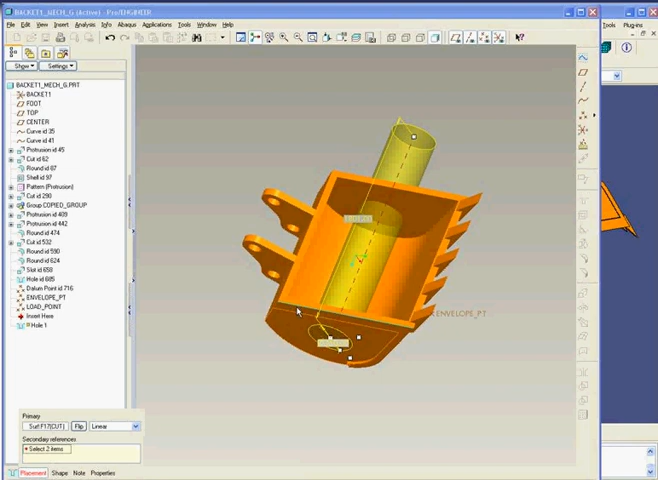 BACKET1_MECH_G (Active) - Pro/ENGINEER
File Edit View Insert Analysis Info Abaqus Applications Tools Window Help
Tools Plug-ins
Show Settings
BACKET1_MECH_G.PRT
BACKET1
FOOT
TOP
CENTER
Curve id 35
Curve id 41
Protrusion id 45
Cut id 62
Round id 87
Shell id 97
Pattern (Protrusion)
Cut id 290
Group COPIED_GROUP
Protrusion id 409
Protrusion id 442
Round id 474
Cut id 532
Round id 590
Round id 624
Slot id 658
Hole id 685
Datum Point id 716
ENVELOPE_PT
LOAD_POINT
Insert Here
Hole 1
ENVELOPE_PT
Primary
Surf:F17(CUT) Flip Linear
Secondary references
Select 2 items
Placement Shape Note Properties